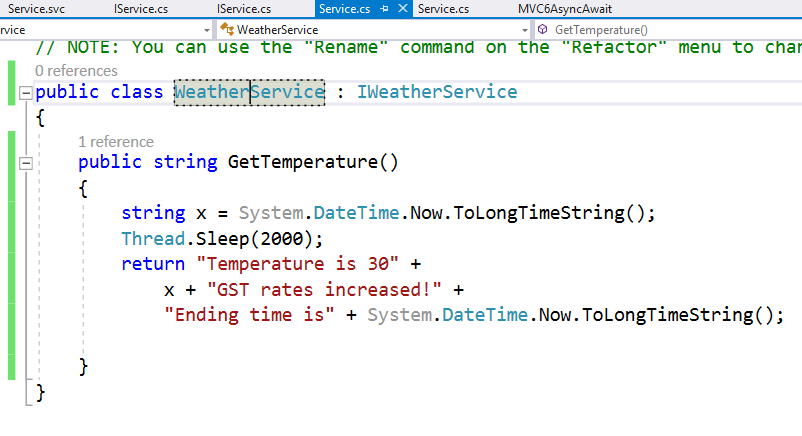 Service.svc IService.cs IService.cs Service.cs Service.cs MVC6AsyncAwait
rvice WeatherService GetTemperature()
// NOTE: You can use the "Rename" command on the "Refactor" menu to chan
0 references
public class WeatherService : IWeatherService
{
1 reference
public string GetTemperature()
{
string x = System.DateTime.Now.ToLongTimeString();
Thread.Sleep(2000);
return "Temperature is 30" +
x + "GST rates increased!" +
"Ending time is" + System.DateTime.Now.ToLongTimeString();
}
}